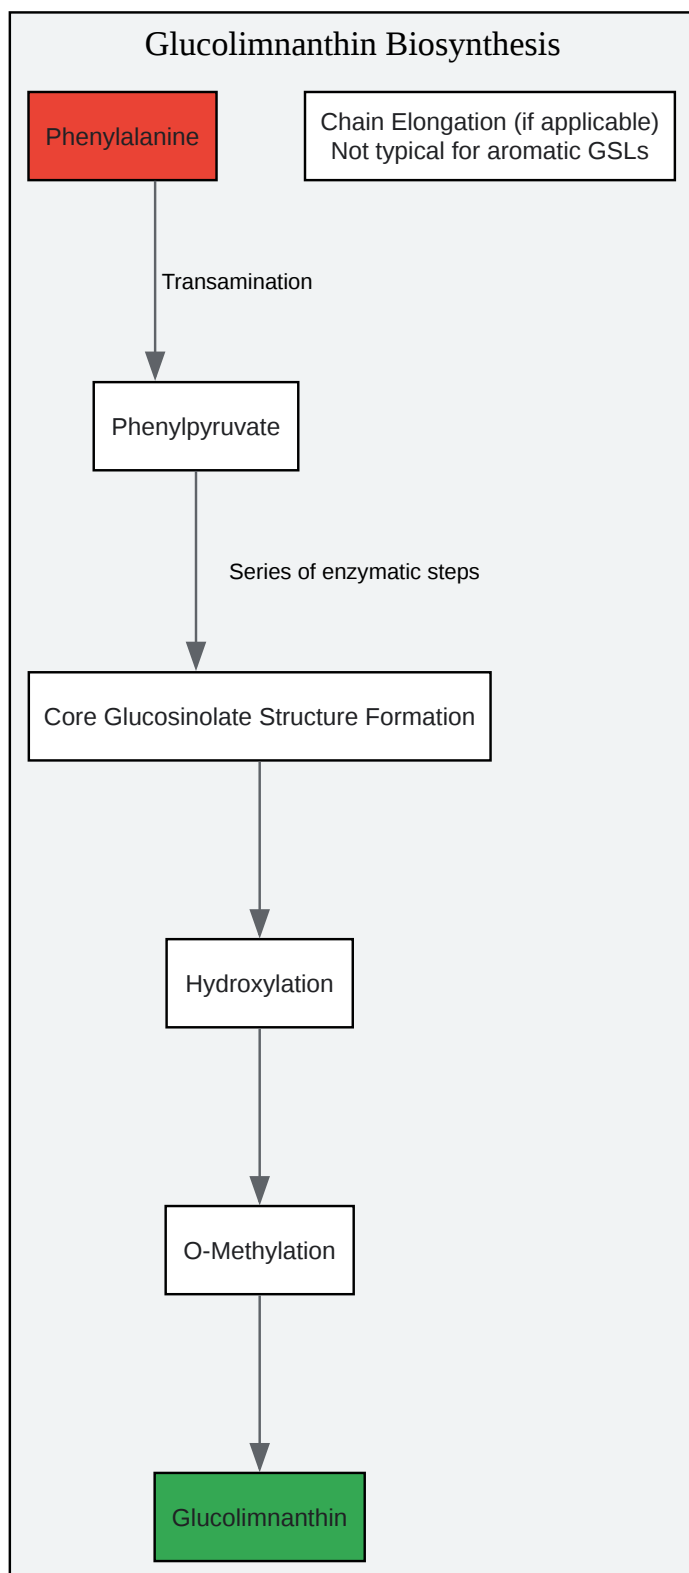 Glucolimnanthin Biosynthesis
Phenylalanine
Chain Elongation (if applicable)
Not typical for aromatic GSLs
Transamination
Phenylpyruvate
Series of enzymatic steps
Core Glucosinolate Structure Formation
Hydroxylation
O-Methylation
Glucolimnanthin